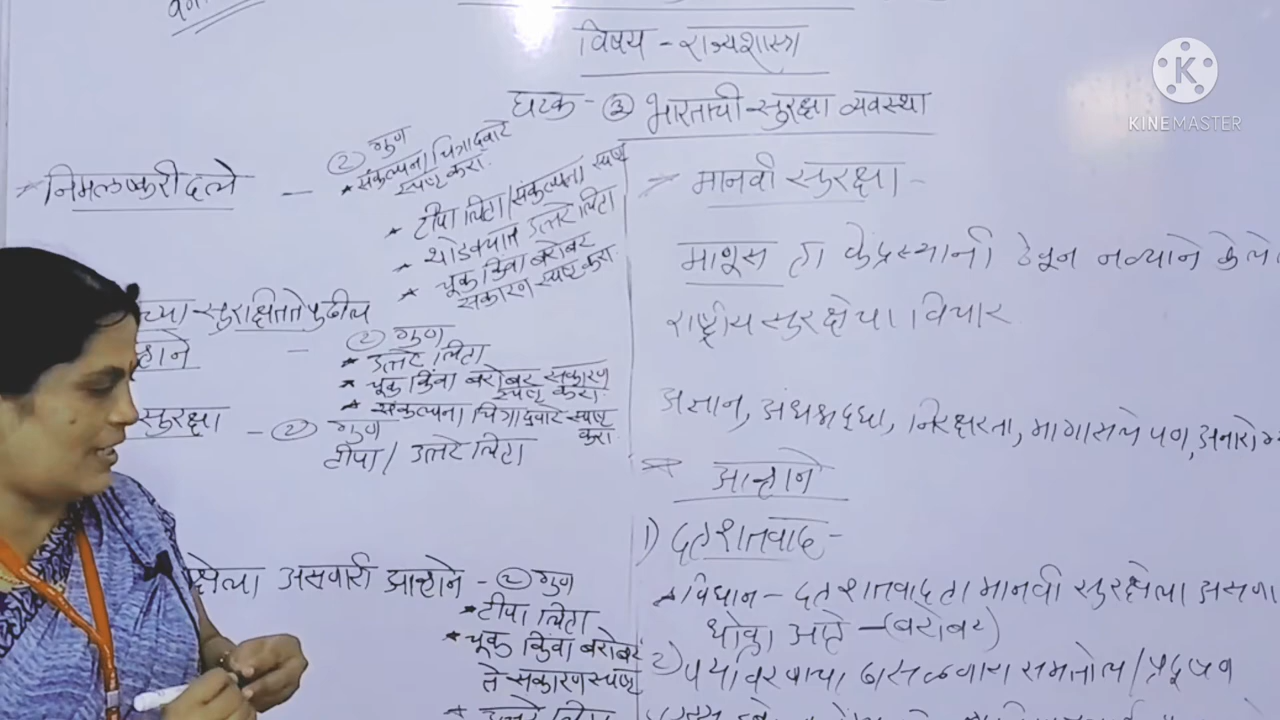 विषय - राज्यशास्त्र
घटक - ③ भारताची सुरक्षा व्यवस्था
* निमलष्करी दले -
② गुण
* संकल्पना चित्राद्वारे
स्पष्ट करा.
* टीपा लिहा/संकल्पना स्पष्ट
* थोडक्यात उत्तरे लिहा
* चूक किंवा बरोबर
सकारण स्पष्ट करा.
च्या सुरक्षिततेपुढील
व्हाने -
② गुण
* उत्तरे लिहा
* चूक किंवा बरोबर सकारण
स्पष्ट करा.
* संकल्पना चित्राद्वारे स्पष्ट
करा.
सुरक्षा - ② गुण
टीपा / उत्तरे लिहा
क्षेला असणारी आव्हाने - ② गुण
* टीपा लिहा
* चूक किंवा बरोबर
ते सकारण स्पष्ट
* उत्तरे लिहा
* मानवी सुरक्षा -
माणूस हा केंद्रस्थानी ठेवून नव्याने केले
राष्ट्रीय सुरक्षेचा विचार
अज्ञान, अंधश्रद्धा, निरक्षरता, मागासलेपण, अनारोग्य
* आव्हाने
1) दहशतवाद -
* विधान - दहशतवाद हा मानवी सुरक्षेला असणा
धोका आहे - (बरोबर)
2) पर्यावरणाचा ढासळणारा समतोल / प्रदूषण
KINEMASTER